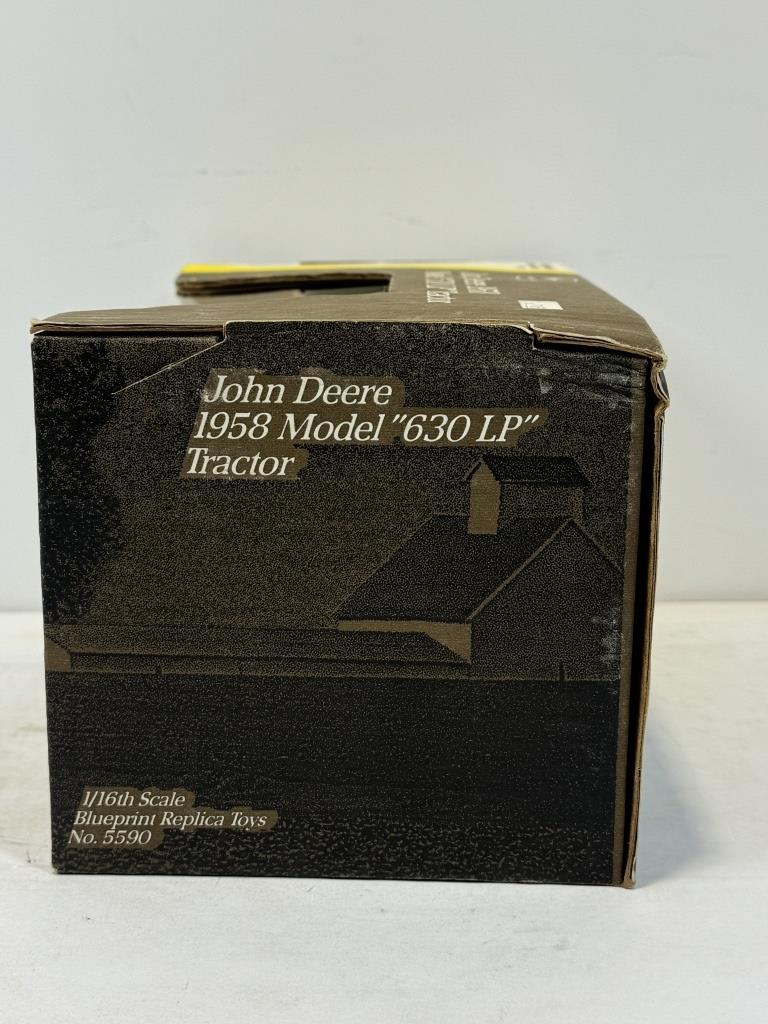 John Deere
1958 Model "630 LP"
Tractor
1/16th Scale
Blueprint Replica Toys
No. 5590